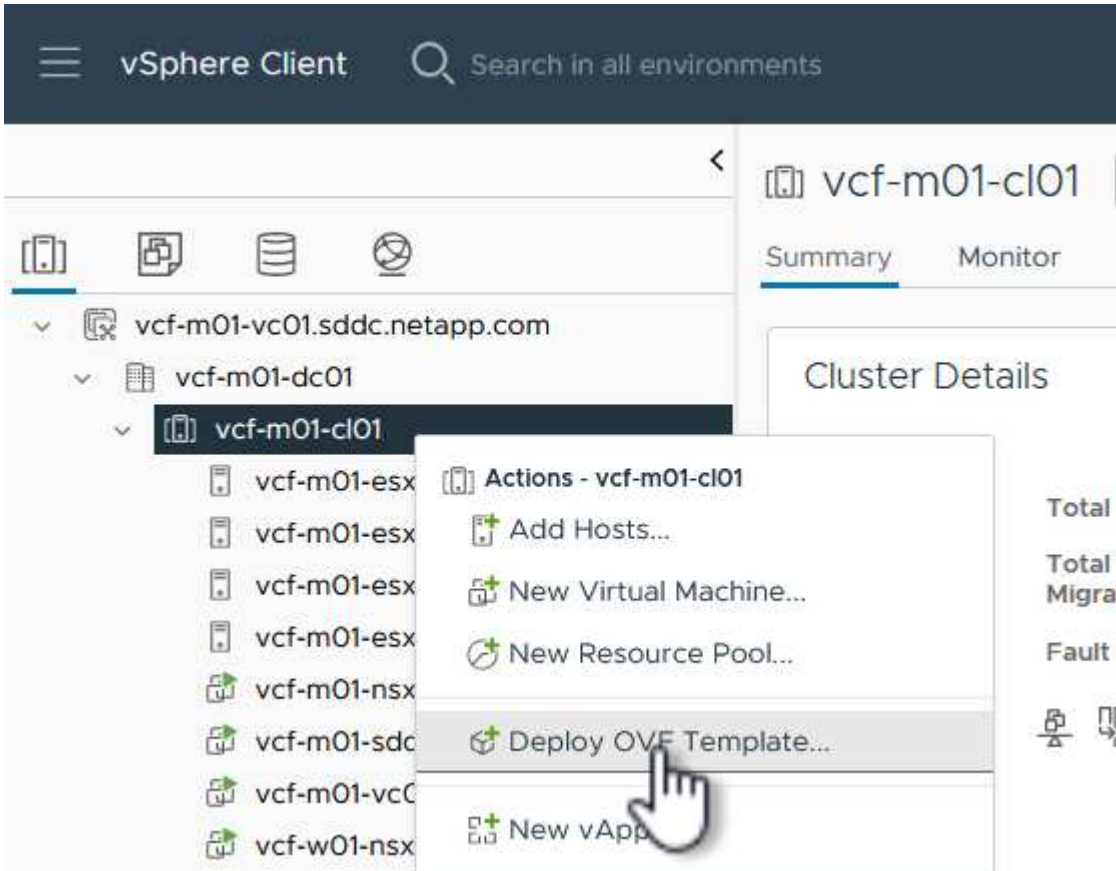 vSphere Client
Search in all environments
vcf-m01-cl01
Summary
Monitor
vcf-m01-vc01.sddc.netapp.com
vcf-m01-dc01
vcf-m01-cl01
Cluster Details
vcf-m01-esx
vcf-m01-esx
vcf-m01-esx
vcf-m01-esx
vcf-m01-nsx
vcf-m01-sdd
vcf-m01-vc0
vcf-w01-nsx
Actions - vcf-m01-cl01
Add Hosts...
New Virtual Machine...
New Resource Pool...
Deploy OVF Template...
New vApp
Total
Total
Migra
Fault